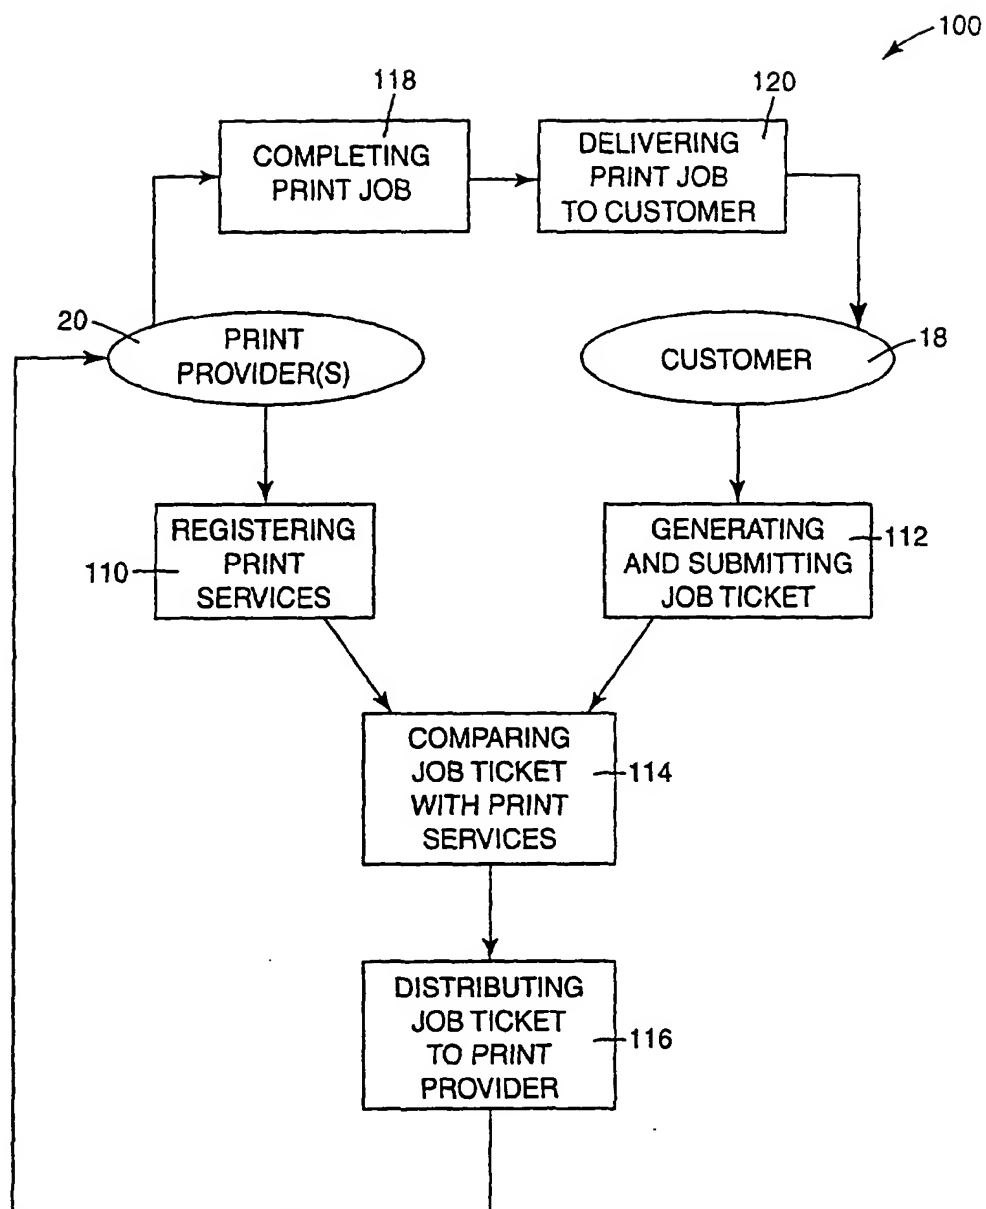 100
118
COMPLETING
PRINT JOB
120
DELIVERING
PRINT JOB
TO CUSTOMER
20
PRINT
PROVIDER(S)
CUSTOMER
18
110
REGISTERING
PRINT
SERVICES
GENERATING
AND SUBMITTING
JOB TICKET
112
COMPARING
JOB TICKET
WITH PRINT
SERVICES
114
DISTRIBUTING
JOB TICKET
TO PRINT
PROVIDER
116